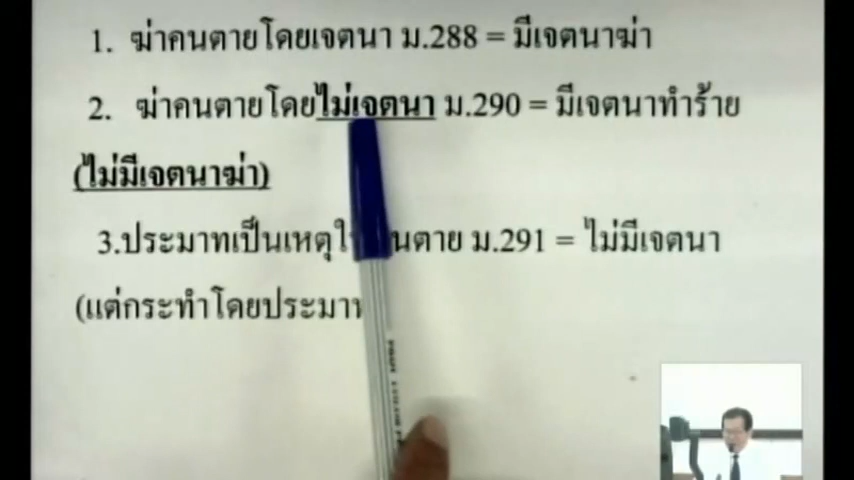 1. ฆ่าคนตายโดยเจตนา ม.288 = มีเจตนาฆ่า
2. ฆ่าคนตายโดยไม่เจตนา ม.290 = มีเจตนาทำร้าย
(ไม่มีเจตนาฆ่า)
3.ประมาทเป็นเหตุ ตาย ม.291 = ไม่มีเจตนา
(แต่กระทำโดยประมาท